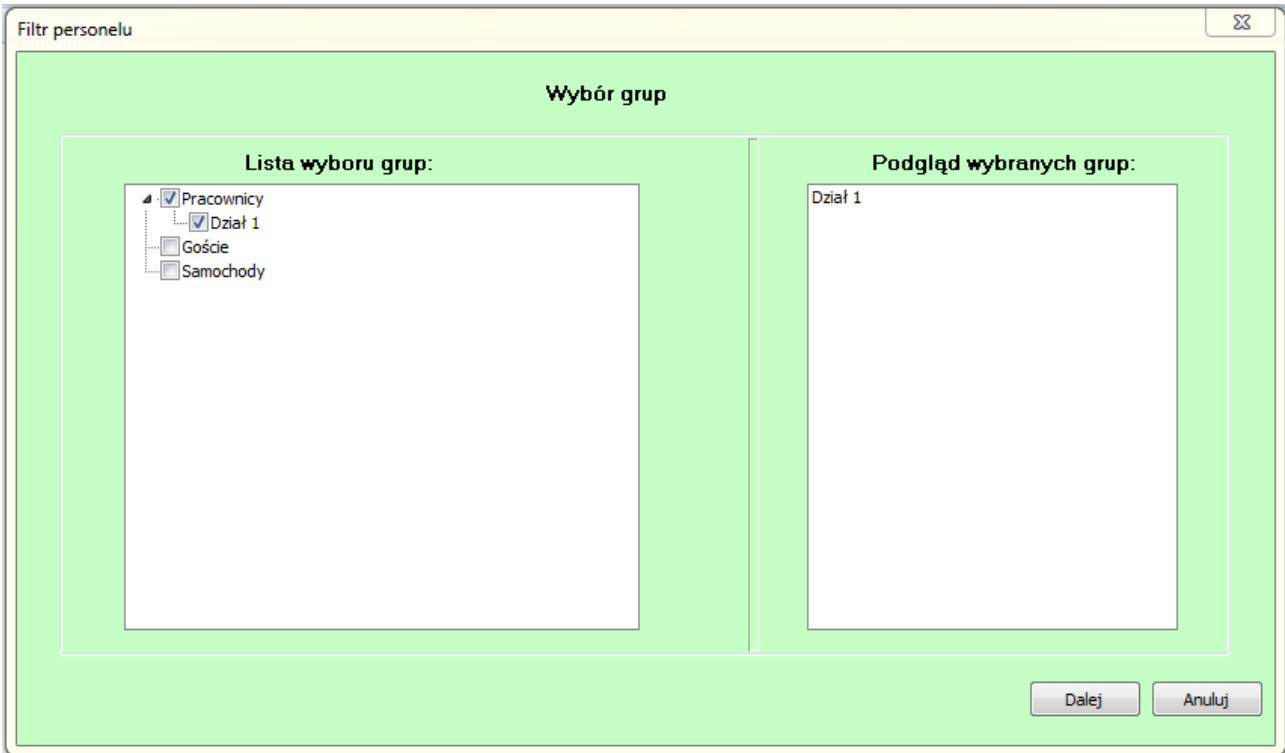 Filtr personelu
Wybór grup
Lista wyboru grup:
Pracownicy
Dział 1
Goście
Samochody
Podgląd wybranych grup:
Dział 1
Dalej
Anuluj